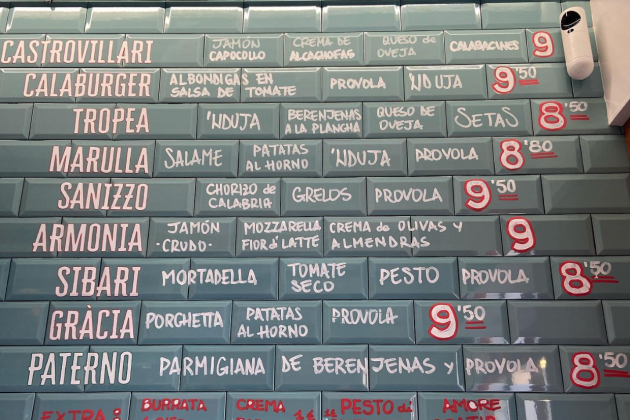 CASTROVILLARI JAMÓN CAPOCOLLO CREMA DE ALCAGHOFAS QUESO de OVEJA CALABACINES 9
CALABURGER ALBONDIGAS EN SALSA DE TOMATE PROVOLA 'NDUJA 9'50
TROPEA 'NDUJA BERENJENAS A LA PLANCHA QUESO DE OVEJA SETAS 8'50
MARULLA SALAME PATATAS AL HORNO 'NDUJA PROVOLA 8'80
SANIZZO CHORIZO de CALABRIA GRELOS PROVOLA 9'50
ARMONIA JAMÓN -CRUDO- MOZZARELLA FIOR d'LATTE CREMA de OLIVAS Y ALMENDRAS 9
SIBARI MORTADELLA TOMATE SECO PESTO PROVOLA 8'50
GRÀCIA PORGHETTA PATATAS AL HORNO PROVOLA 9'50
PATERNO PARMIGIANA DE BERENJENAS Y PROVOLA 8'50
EXTRA BURRATA CREMA PESTO di AMORE